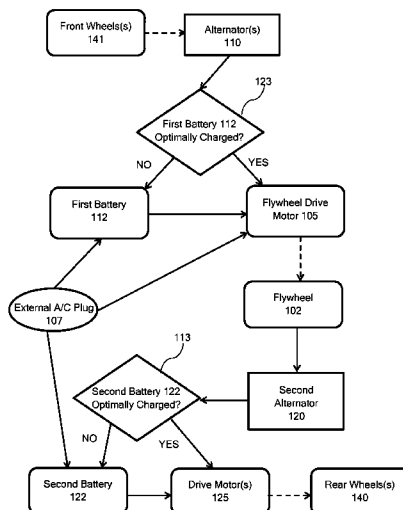 Front Wheels(s)
141
Alternator(s)
110
123
First Battery 112
Optimally Charged?
NO
YES
First Battery
112
Flywheel Drive
Motor 105
External A/C Plug
107
Flywheel
102
113
Second Battery 122
Optimally Charged?
Second
Alternator
120
NO
YES
Second Battery
122
Drive Motor(s)
125
Rear Wheels(s)
140